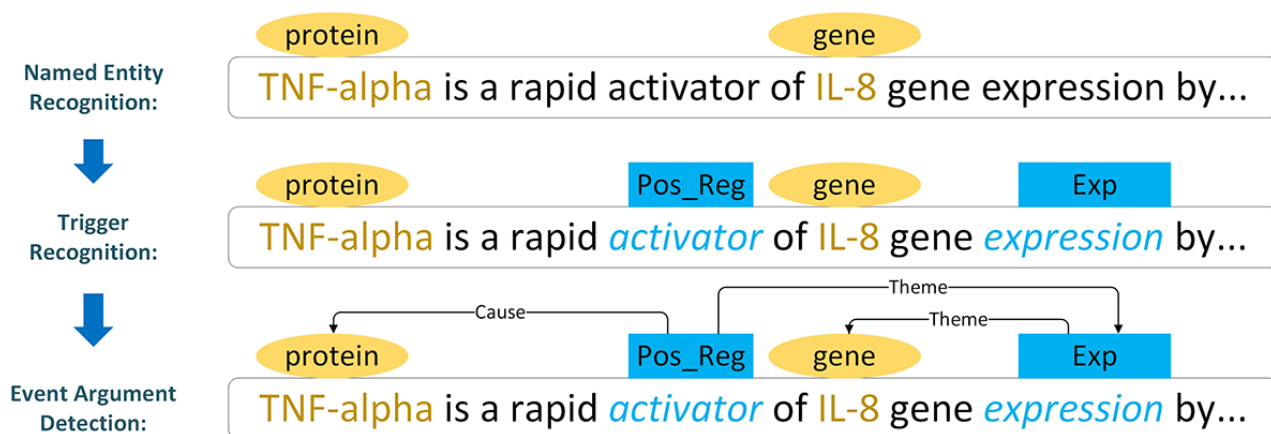 protein gene
Named Entity
Recognition:
TNF-alpha is a rapid activator of IL-8 gene expression by...
protein Pos_Reg gene Exp
Trigger
Recognition:
TNF-alpha is a rapid activator of IL-8 gene expression by...
Theme
Cause Theme
protein Pos_Reg gene Exp
Event Argument
Detection:
TNF-alpha is a rapid activator of IL-8 gene expression by...